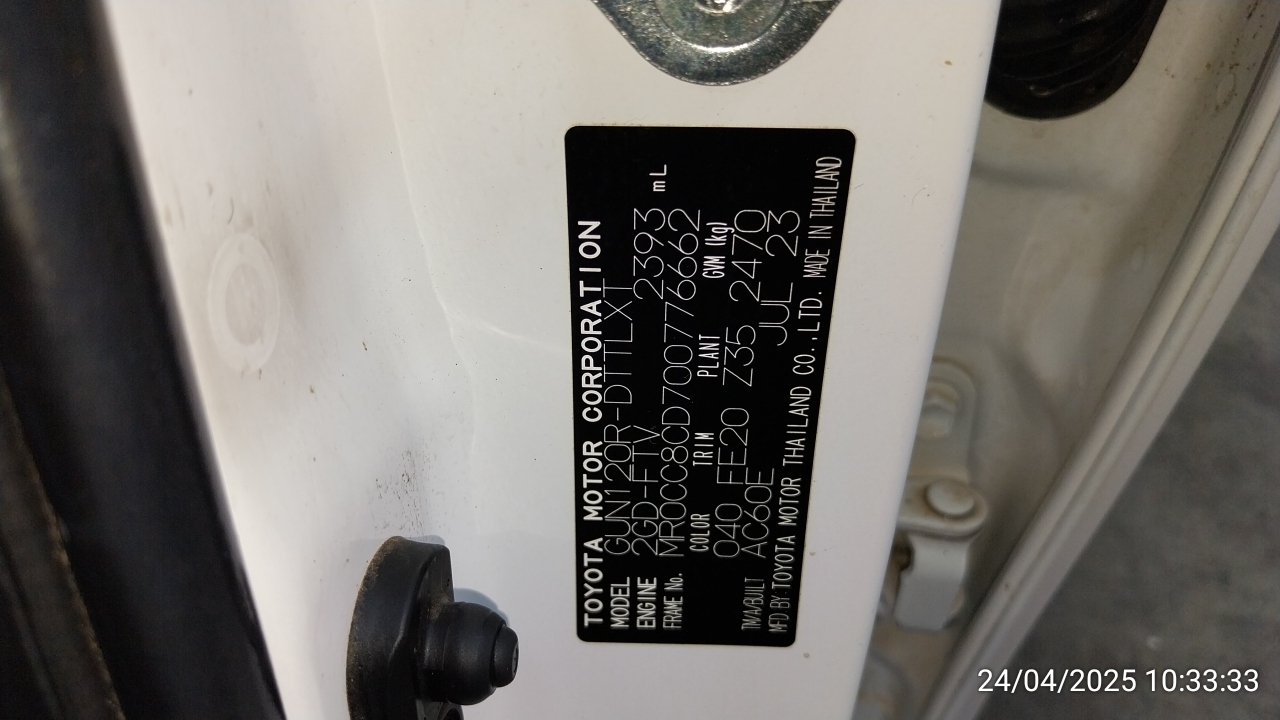 TOYOTA MOTOR CORPORATION
MODEL GUN120R-DTTLXT
ENGINE 2GD-FTV 2393 mL
FRAME No. MR0CC8CD700776662
COLOR TRIM PLANT GVM (kg)
040 FE20 Z35 2470
TM/A/BUILT AC60E JUL 23
MFD BY TOYOTA MOTOR THAILAND CO.,LTD. MADE IN THAILAND
24/04/2025 10:33:33